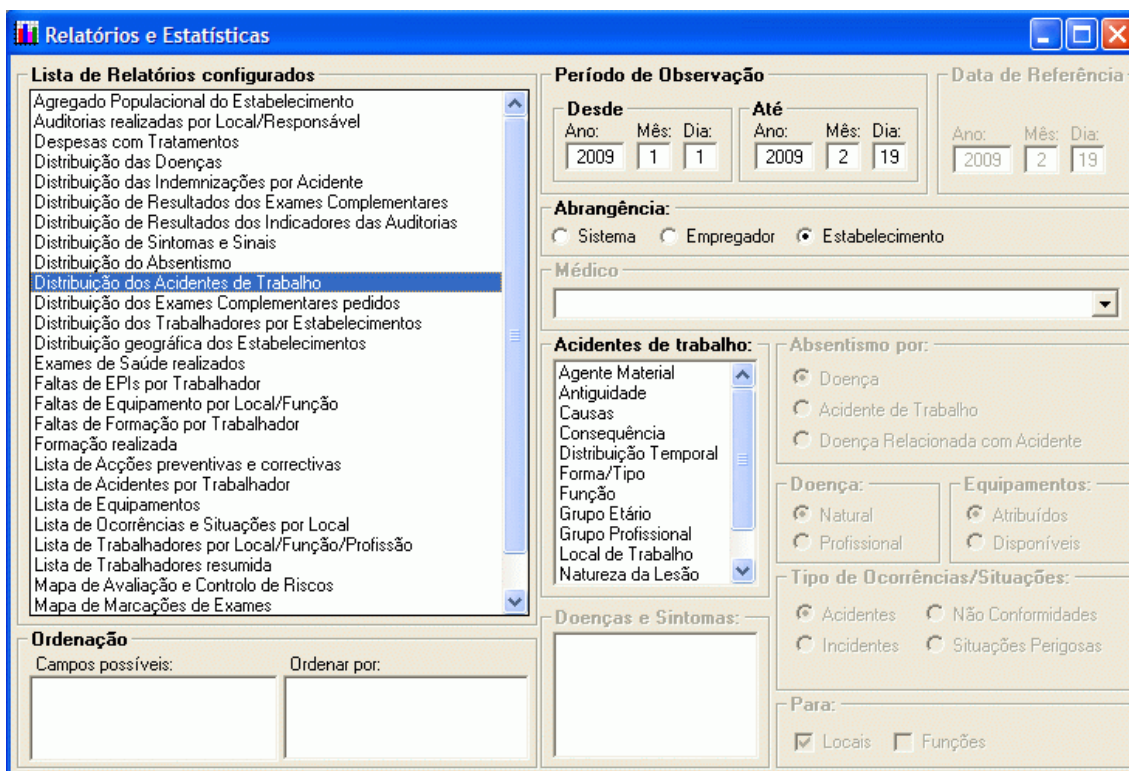 Relatórios e Estatísticas
Lista de Relatórios configurados
Agregado Populacional do Estabelecimento
Auditorias realizadas por Local/Responsável
Despesas com Tratamentos
Distribuição das Doenças
Distribuição das Indemnizações por Acidente
Distribuição de Resultados dos Exames Complementares
Distribuição de Resultados dos Indicadores das Auditorias
Distribuição de Sintomas e Sinais
Distribuição do Absentismo
Distribuição dos Acidentes de Trabalho
Distribuição dos Exames Complementares pedidos
Distribuição dos Trabalhadores por Estabelecimentos
Distribuição geográfica dos Estabelecimentos
Exames de Saúde realizados
Faltas de EPIs por Trabalhador
Faltas de Equipamento por Local/Função
Faltas de Formação por Trabalhador
Formação realizada
Lista de Acções preventivas e correctivas
Lista de Acidentes por Trabalhador
Lista de Equipamentos
Lista de Ocorrências e Situações por Local
Lista de Trabalhadores por Local/Função/Profissão
Lista de Trabalhadores resumida
Mapa de Avaliação e Controlo de Riscos
Mapa de Marcações de Exames
Ordenação
Campos possíveis: Ordenar por:
Período de Observação
Desde
Ano: Mês: Dia:
2009 1 1
Até
Ano: Mês: Dia:
2009 2 19
Data de Referência
Ano: Mês: Dia:
2009 2 19
Abrangência:
Sistema Empregador Estabelecimento
Médico
Acidentes de trabalho:
Agente Material
Antiguidade
Causas
Consequência
Distribuição Temporal
Forma/Tipo
Função
Grupo Etário
Grupo Profissional
Local de Trabalho
Natureza da Lesão
Doenças e Sintomas:
Absentismo por:
Doença
Acidente de Trabalho
Doença Relacionada com Acidente
Doença:
Natural
Profissional
Equipamentos:
Atribuídos
Disponíveis
Tipo de Ocorrências/Situações:
Acidentes Não Conformidades
Incidentes Situações Perigosas
Para:
Locais Funções